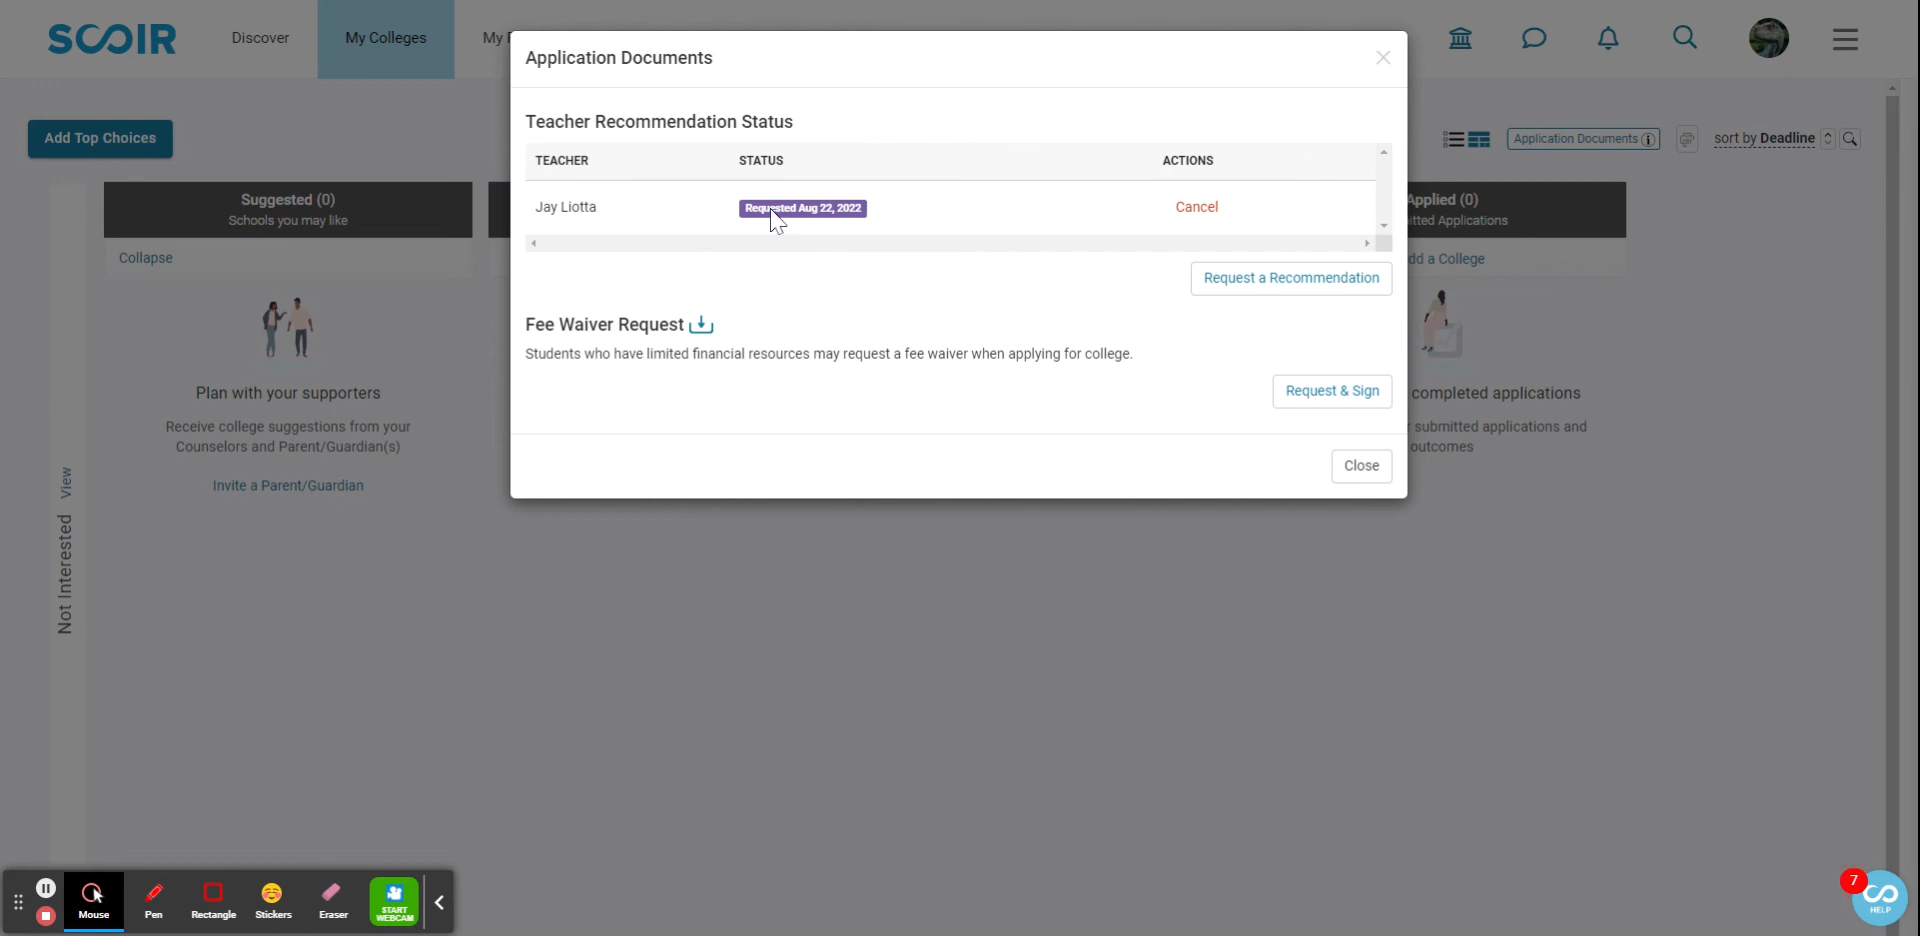 SCOIR
Discover
My Colleges
My
Application Documents
Teacher Recommendation Status
TEACHER STATUS ACTIONS
Jay Liotta Requested Aug 22, 2022 Cancel
Request a Recommendation
Fee Waiver Request
Students who have limited financial resources may request a fee waiver when applying for college.
Request & Sign
Close
Add Top Choices
Application Documents
sort by Deadline
Suggested (0)
Schools you may like
Collapse
Plan with your supporters
Receive college suggestions from your
Counselors and Parent/Guardian(s)
Invite a Parent/Guardian
Applied (0)
itted Applications
dd a College
completed applications
submitted applications and
outcomes
View
Not Interested
Mouse
Pen
Rectangle
Stickers
Eraser
START
WEBCAM
7
HELP